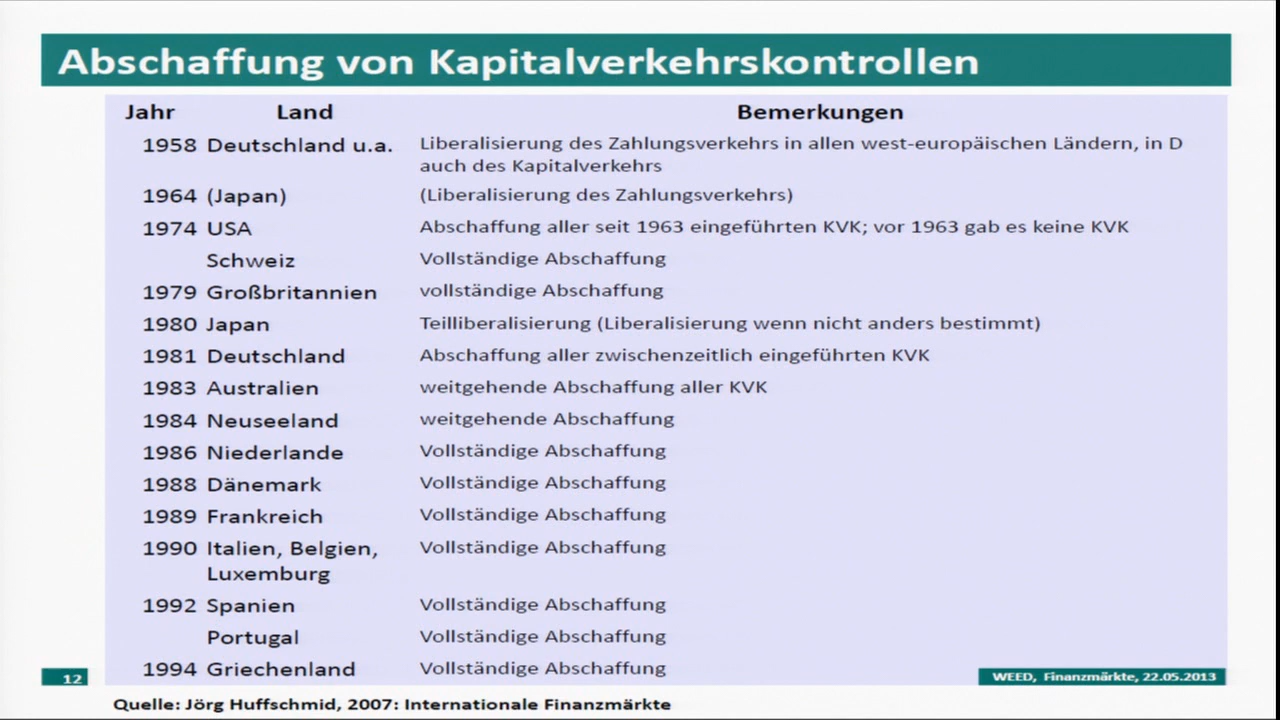 Abschaffung von Kapitalverkehrskontrollen
Jahr Land Bemerkungen
1958 Deutschland u.a. Liberalisierung des Zahlungsverkehrs in allen west-europäischen Ländern, in D
auch des Kapitalverkehrs
1964 (Japan) (Liberalisierung des Zahlungsverkehrs)
1974 USA Abschaffung aller seit 1963 eingeführten KVK; vor 1963 gab es keine KVK
Schweiz Vollständige Abschaffung
1979 Großbritannien vollständige Abschaffung
1980 Japan Teilliberalisierung (Liberalisierung wenn nicht anders bestimmt)
1981 Deutschland Abschaffung aller zwischenzeitlich eingeführten KVK
1983 Australien weitgehende Abschaffung aller KVK
1984 Neuseeland weitgehende Abschaffung
1986 Niederlande Vollständige Abschaffung
1988 Dänemark Vollständige Abschaffung
1989 Frankreich Vollständige Abschaffung
1990 Italien, Belgien, Vollständige Abschaffung
Luxemburg
1992 Spanien Vollständige Abschaffung
Portugal Vollständige Abschaffung
1994 Griechenland Vollständige Abschaffung
12 WEED, Finanzmärkte, 22.05.2013
Quelle: Jörg Huffschmid, 2007: Internationale Finanzmärkte